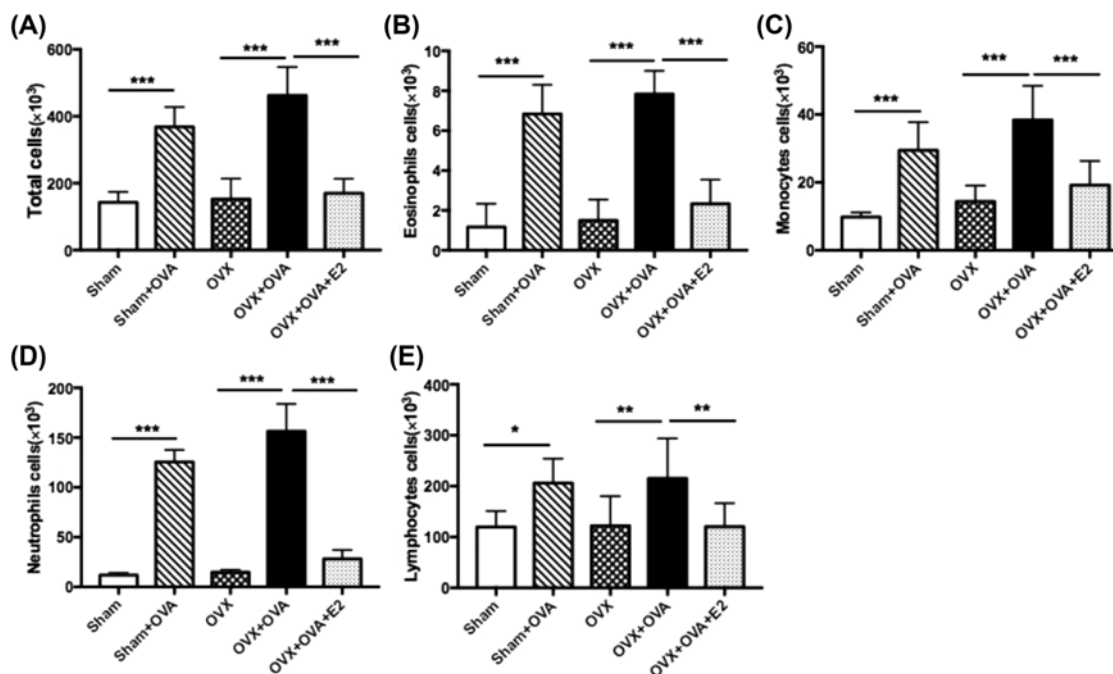 (A)
Total cells(×10³)
600
400
200
0
***
***
***
Sham
Sham+OVA
OVX
OVX+OVA
OVX+OVA+E2
(B)
Eosinophils cells(×10³)
10
8
6
4
2
0
***
***
***
Sham
Sham+OVA
OVX
OVX+OVA
OVX+OVA+E2
(C)
Monocytes cells(×10³)
60
40
20
0
***
***
***
Sham
Sham+OVA
OVX
OVX+OVA
OVX+OVA+E2
(D)
Neutrophils cells(×10³)
200
150
100
50
0
***
***
***
Sham
Sham+OVA
OVX
OVX+OVA
OVX+OVA+E2
(E)
Lymphocytes cells(×10³)
400
300
200
100
0
*
**
**
Sham
Sham+OVA
OVX
OVX+OVA
OVX+OVA+E2